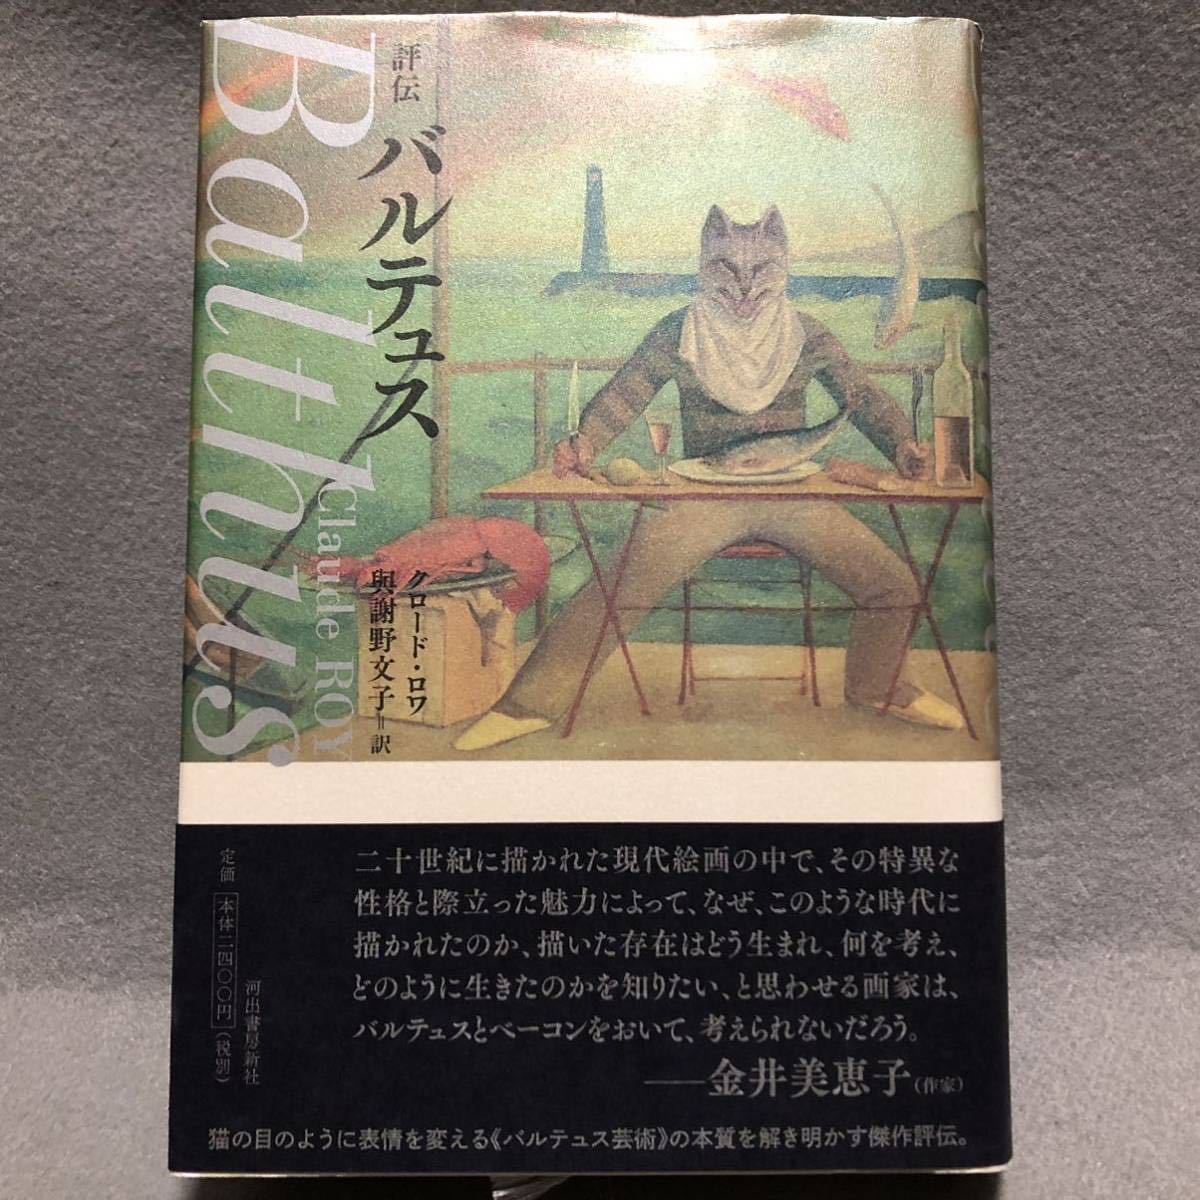 評伝
バルテュス
Balthus
Claude ROY
クロード・ロワ
與謝野文子=訳
二十世紀に描かれた現代絵画の中で、その特異な
性格と際立った魅力によって、なぜ、このような時代に
描かれたのか、描いた存在はどう生まれ、何を考え、
どのように生きたのかを知りたい、と思わせる画家は、
バルテュスとベーコンをおいて、考えられないだろう。
──金井美恵子(作家)
猫の目のように表情を変える《バルテュス芸術》の本質を解き明かす傑作評伝。
河出書房新社
定価 本体二四〇〇円(税別)